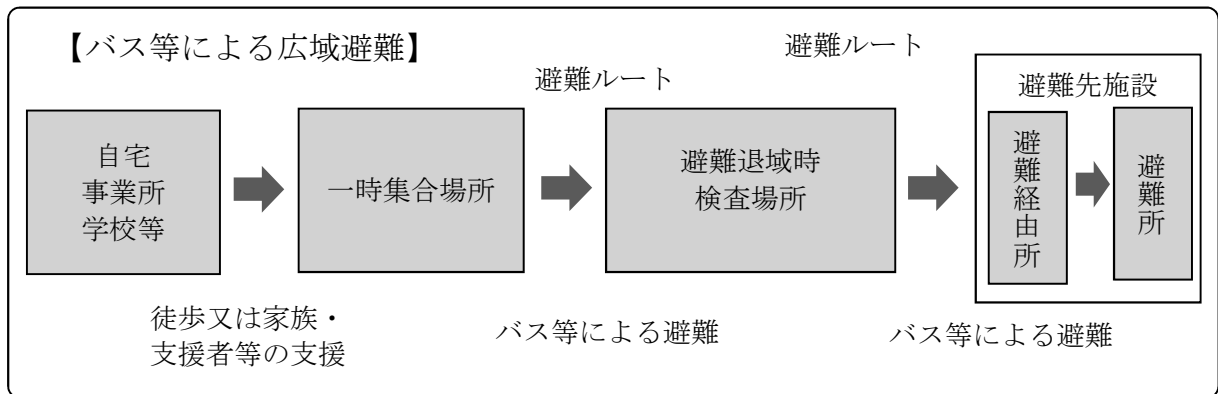 【バス等による広域避難】
避難ルート
避難ルート
自宅
事業所
学校等
一時集合場所
避難退域時
検査場所
避難先施設
避難経由所
避難所
徒歩又は家族・
支援者等の支援
バス等による避難
バス等による避難